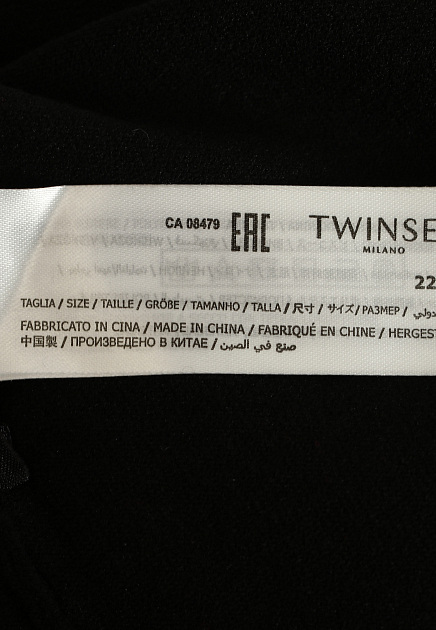 CA 08479 EAC TWINSE
MILANO
22
TAGLIA / SIZE / TAILLE / GRÖBE / TAMANHO / TALLA / 尺寸 / サイズ / РАЗМЕР /
FABBRICATO IN CINA / MADE IN CHINA / FABRIQUÉ EN CHINE / HERGEST
中国製 / ПРОИЗВЕДЕНО В КИТАЕ / صنع في الصين